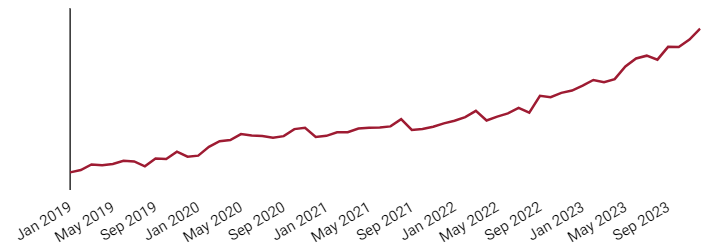 Jan 2019
May 2019
Sep 2019
Jan 2020
May 2020
Sep 2020
Jan 2021
May 2021
Sep 2021
Jan 2022
May 2022
Sep 2022
Jan 2023
May 2023
Sep 2023